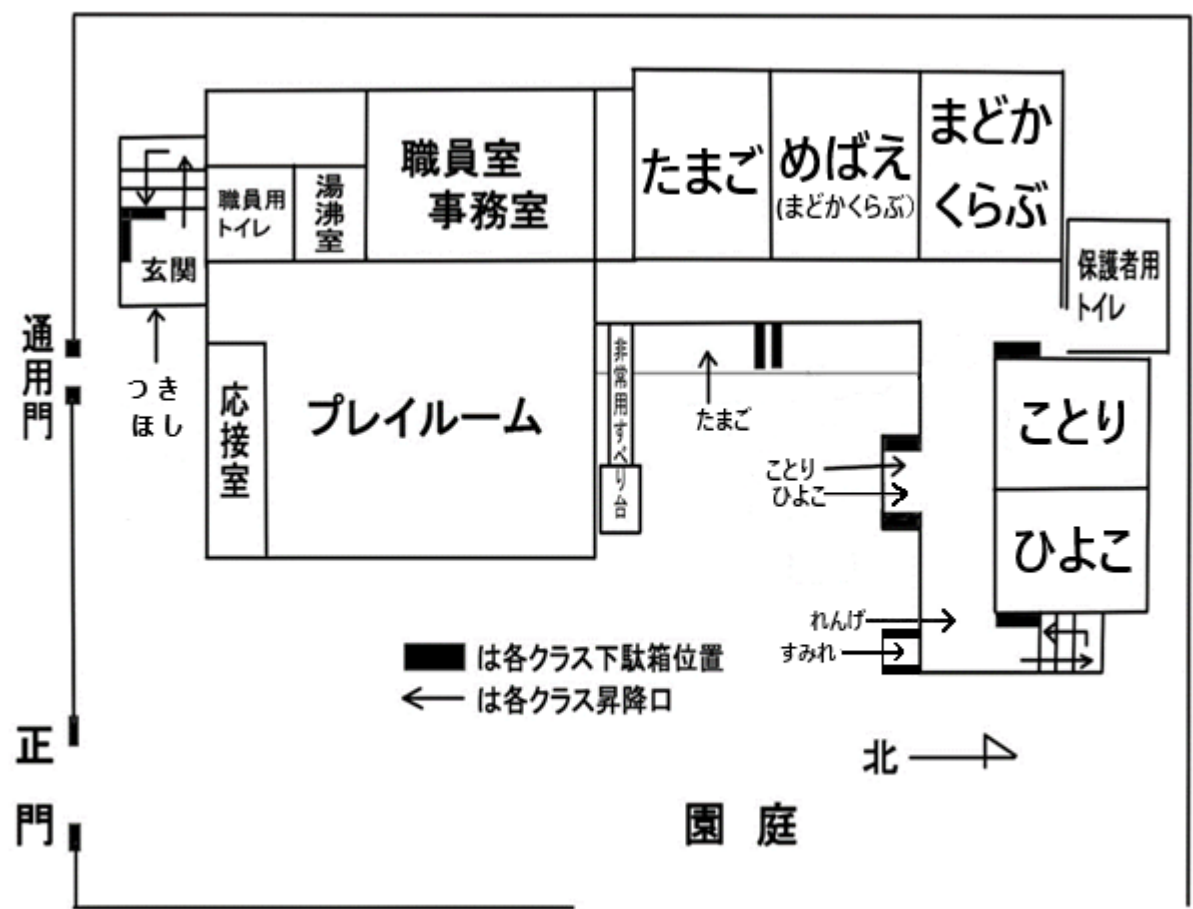 職員室
事務室
たまご
めばえ
(まどかくらぶ)
まどか
くらぶ
職員用
トイレ
湯沸室
玄関
保護者用
トイレ
通用門
つき
ほし
応接室
プレイルーム
非常用すべり台
たまご
ことり
ひよこ
ことり
ひよこ
れんげ
すみれ
は各クラス下駄箱位置
は各クラス昇降口
正門
北
園庭